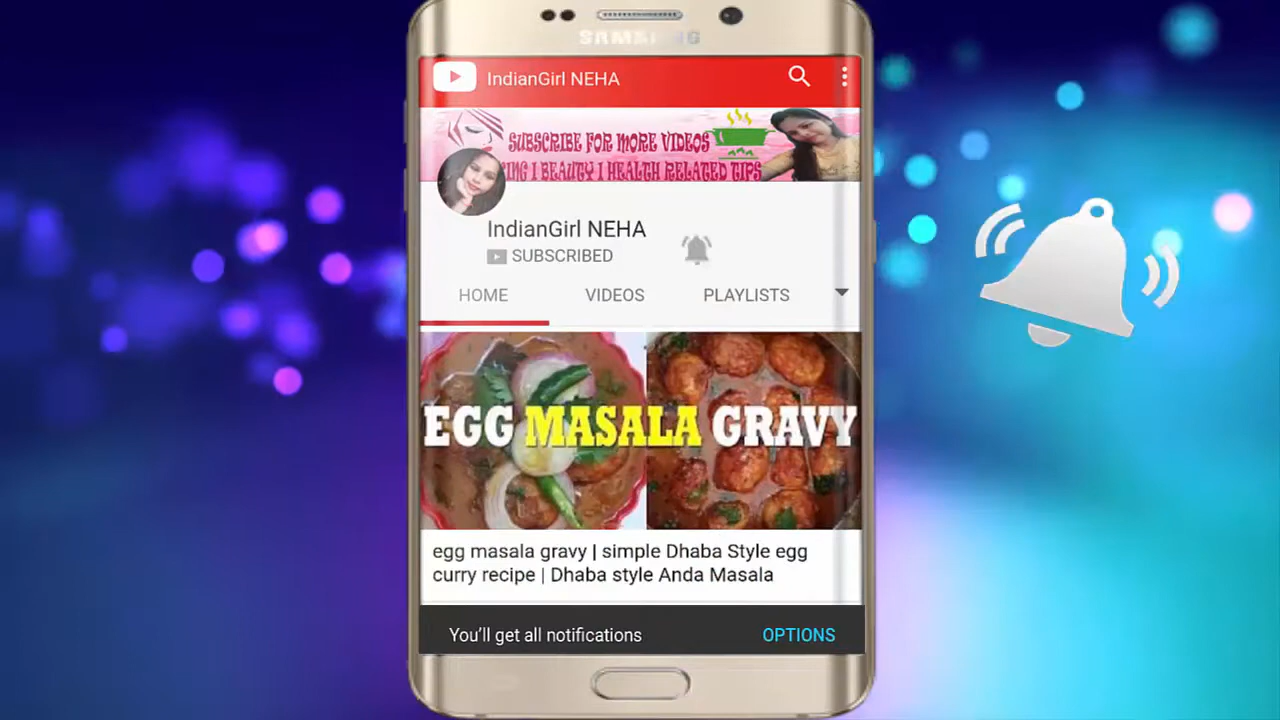 SAMSUNG
IndianGirl NEHA
SUBSCRIBE FOR MORE VIDEOS
I BEAUTY I HEALTH RELATED TIPS
IndianGirl NEHA
SUBSCRIBED
HOME VIDEOS PLAYLISTS
EGG MASALA GRAVY
egg masala gravy | simple Dhaba Style egg
curry recipe | Dhaba style Anda Masala
You'll get all notifications OPTIONS